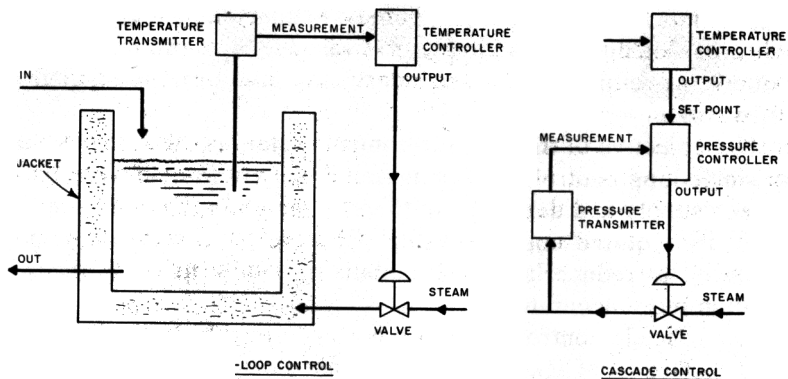 TEMPERATURE
TRANSMITTER
MEASUREMENT
TEMPERATURE
CONTROLLER
OUTPUT
IN
JACKET
OUT
STEAM
VALVE
-LOOP CONTROL
TEMPERATURE
CONTROLLER
OUTPUT
SET POINT
MEASUREMENT
PRESSURE
CONTROLLER
OUTPUT
PRESSURE
TRANSMITTER
STEAM
VALVE
CASCADE CONTROL